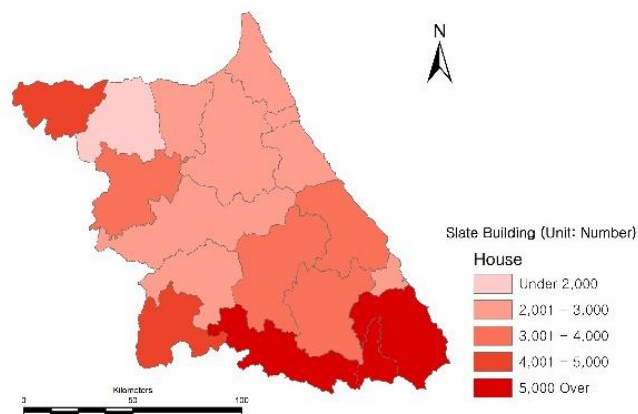 N
Slate Building (Unit: Number)
House
Under 2,000
2,001 - 3,000
3,001 - 4,000
4,001 - 5,000
5,000 Over
Kilometers
0 50 100